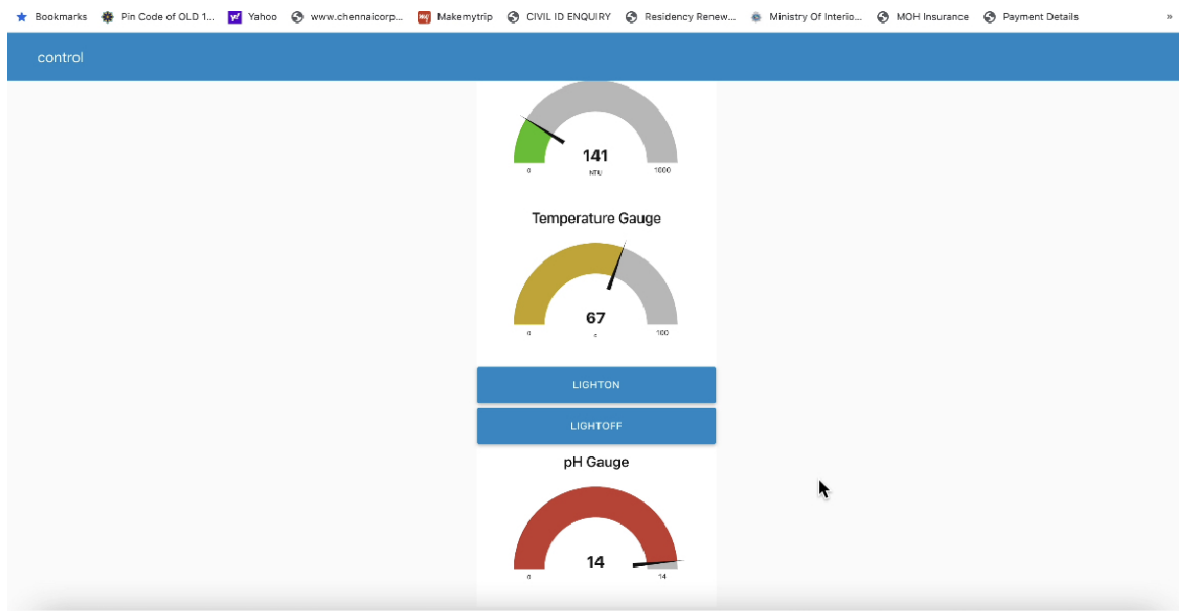 Bookmarks Pin Code of OLD 1... Yahoo www.chennaicorp... Makemytrip CIVIL ID ENQUIRY Residency Renew... Ministry Of Interio... MOH Insurance Payment Details »
control
141
0 NTU 1000
Temperature Gauge
67
0 c 100
LIGHTON
LIGHTOFF
pH Gauge
14
0 14